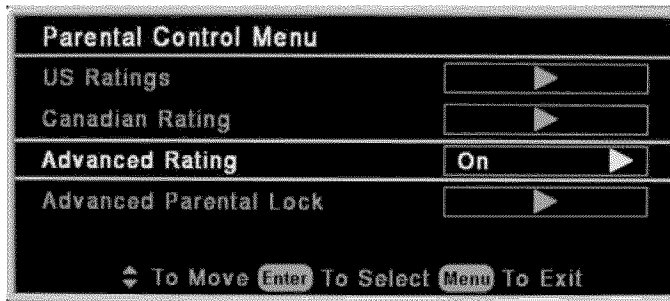 Parental Control Menu
US Ratings
Canadian Rating
Advanced Rating On
Advanced Parental Lock
To Move Enter To Select Menu To Exit